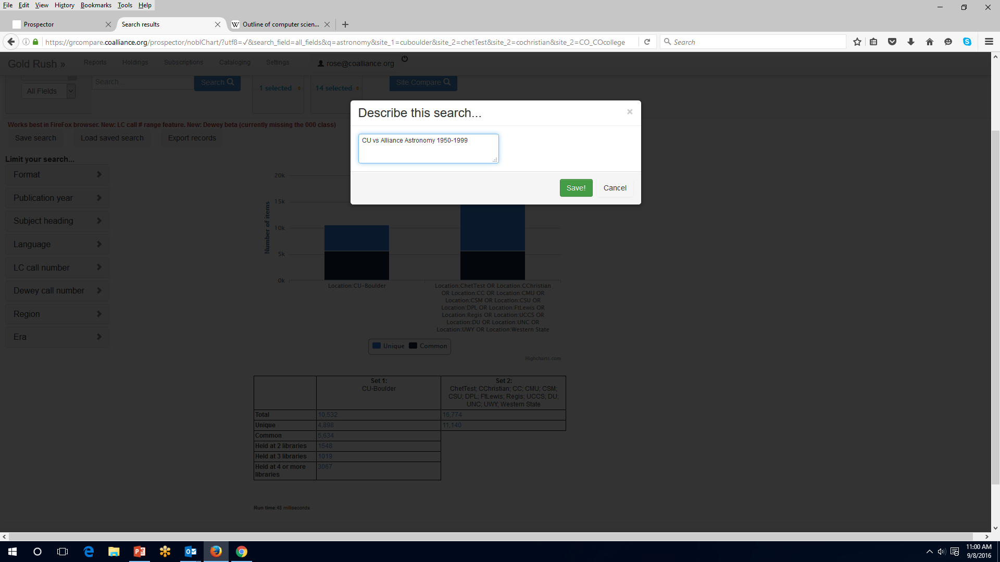 File Edit View History Bookmarks Tools Help
Prospector
Search results
W Outline of computer scien...
https://grcompare.coalliance.org/prospector/noblChart/?utf8=✓&search_field=all_fields&q=astronomy&site_1=cuboulder&site_2=chetTest&site_2=cochristian&site_2=CO_COcollege
Search
Gold Rush »
Reports Holdings Subscriptions Cataloging Settings
rose@coalliance.org
All Fields
Search...
Search
1 selected
14 selected
Site Compare
Works best in FireFox browser. New: LC call # range feature. New: Dewey beta (currently missing the 000 class)
Save search Load saved search Export records
Describe this search...
×
CU vs Alliance Astronomy 1950-1999
Save! Cancel
Limit your search...
Format
Publication year
Subject heading
Language
LC call number
Dewey call number
Region
Era
Number of items
20k
15k
10k
5k
0k
Location:CU-Boulder
Location:ChetTest OR Location:CChristian
OR Location:CC OR Location:CMU OR
Location:CSM OR Location:CSU OR
Location:DPL OR Location:FtLewis OR
Location:Regis OR Location:UCCS OR
Location:DU OR Location:UNC OR
Location:UWY OR Location:Western State
Unique Common
Highcharts.com
Set 1:
CU-Boulder
Set 2:
ChetTest; CChristian; CC; CMU; CSM;
CSU; DPL; FtLewis; Regis; UCCS; DU;
UNC; UWY; Western State
Total 10,532 16,774
Unique 4,898 11,140
Common 5,634
Held at 2 libraries 1548
Held at 3 libraries 1019
Held at 4 or more
libraries 3067
Run time:48 milliseconds
11:00 AM
9/8/2016